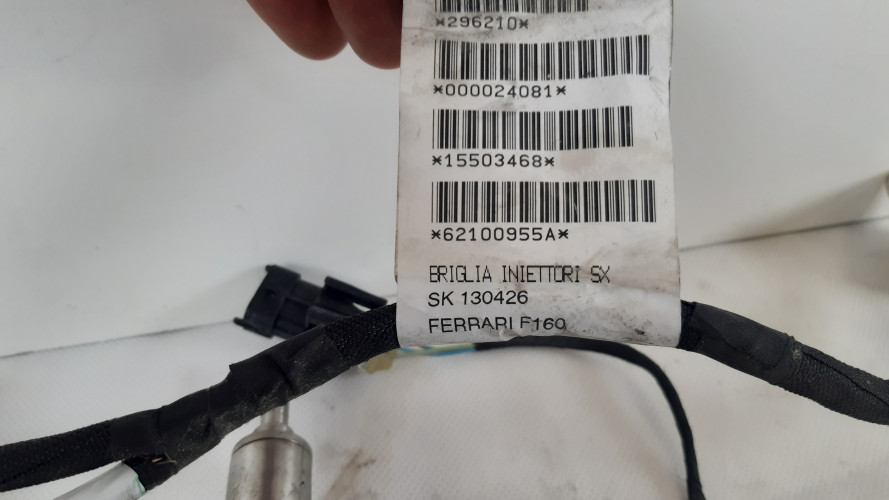 *296210*
*000024081*
*15503468*
*62100955A*
BRIGLIA INIETTORI SX
SK 130426
FERRARI F160